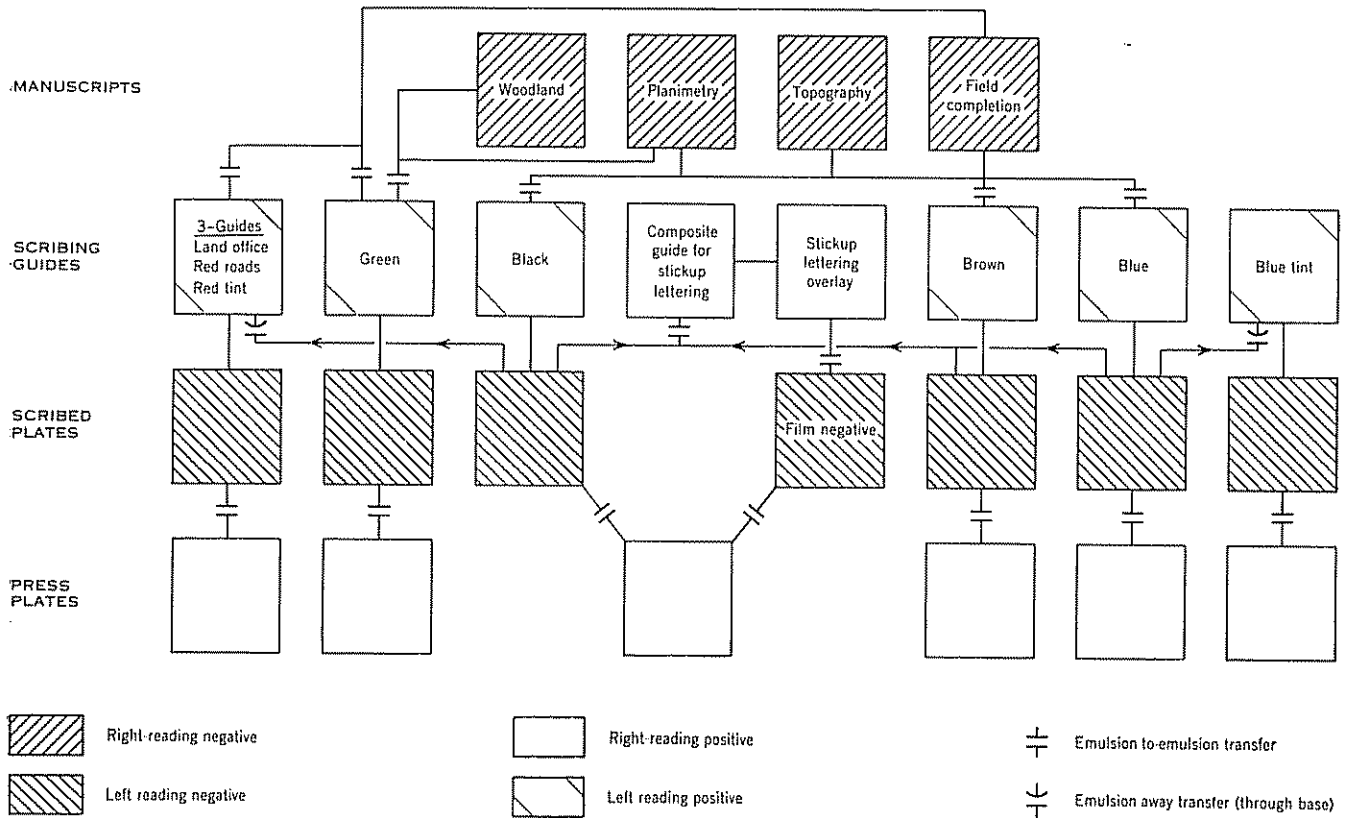 MANUSCRIPTS
Woodland
Planimetry
Topography
Field
completion
SCRIBING
GUIDES
3-Guides
Land office
Red roads
Red tint
Green
Black
Composite
guide for
stickup
lettering
Stickup
lettering
overlay
Brown
Blue
Blue tint
SCRIBED
PLATES
Film negative
PRESS
PLATES
Right-reading negative
Right-reading positive
Emulsion to-emulsion transfer
Left reading negative
Left reading positive
Emulsion away transfer (through base)